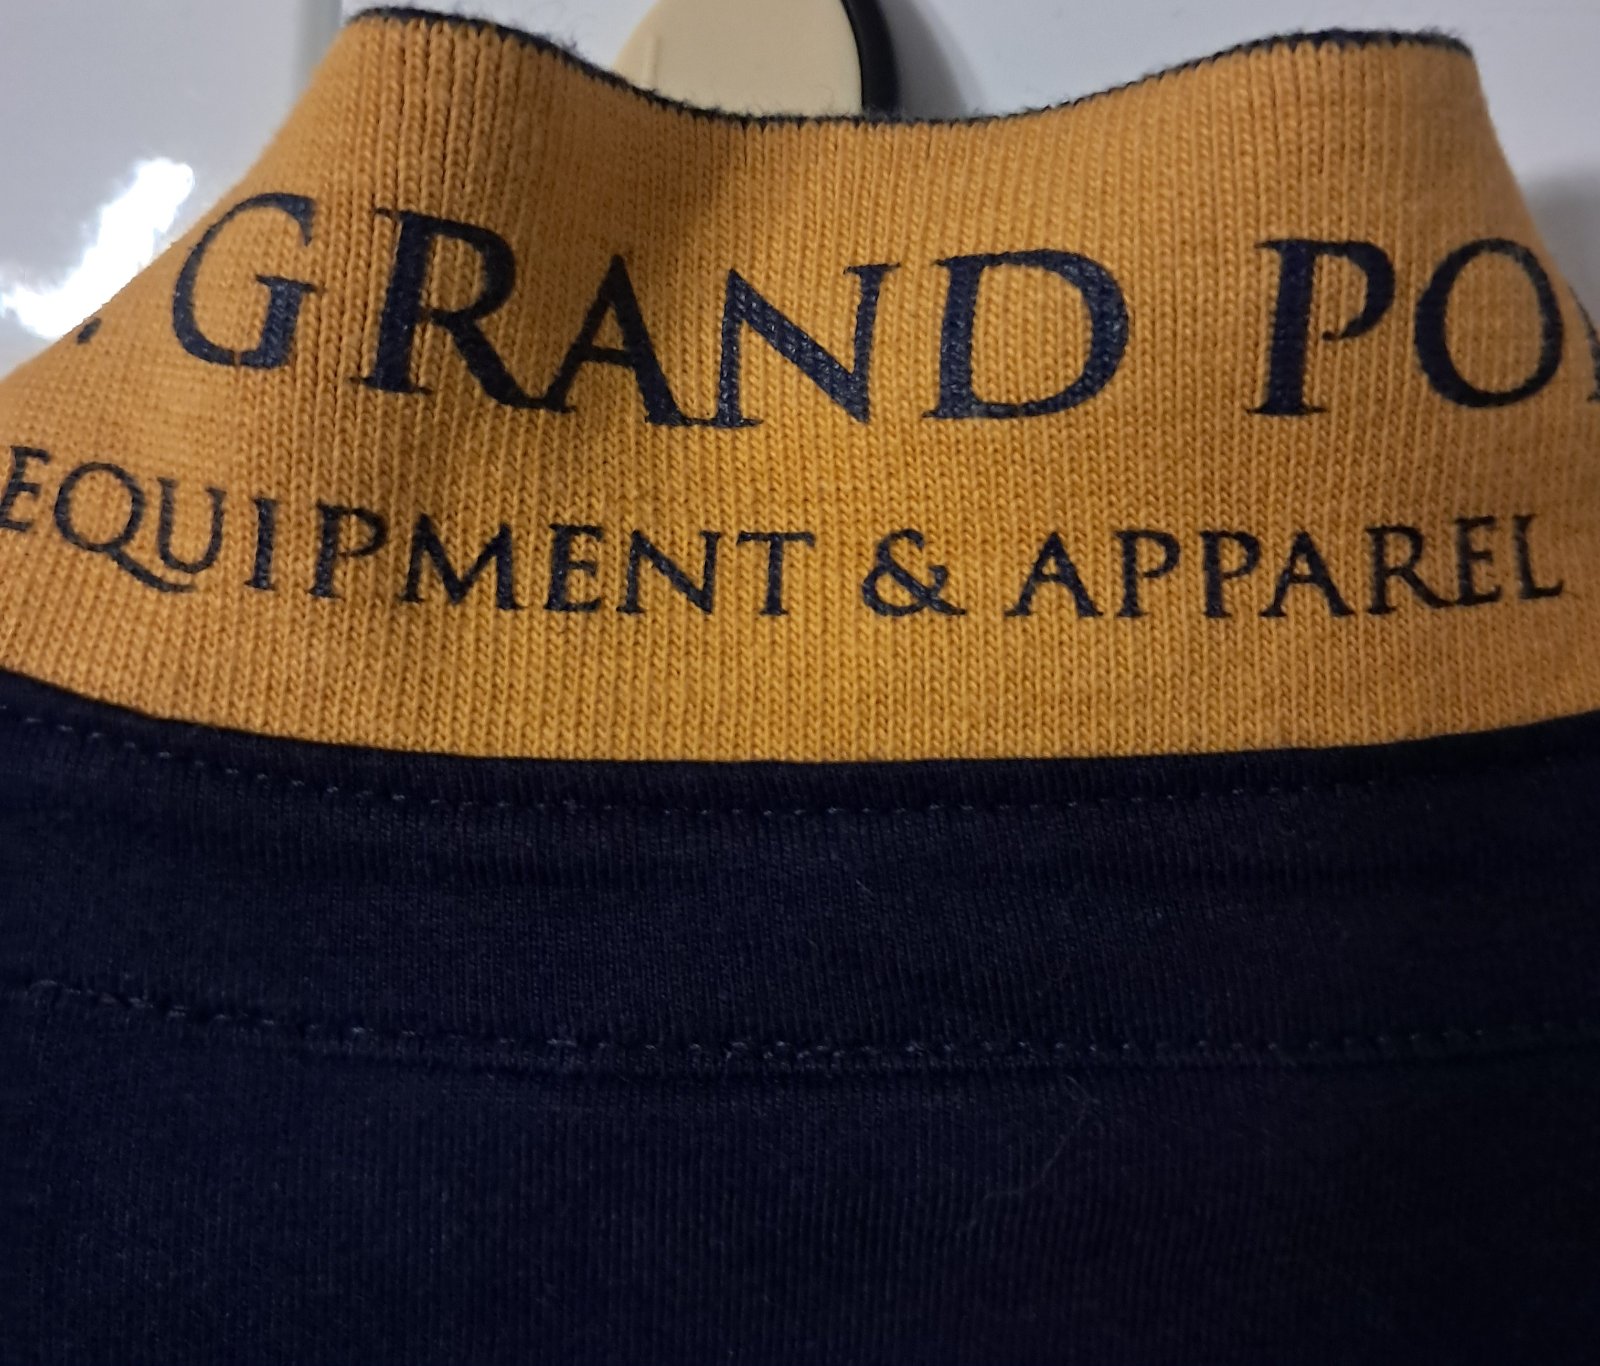 . GRAND PO
EQUIPMENT & APPAREL